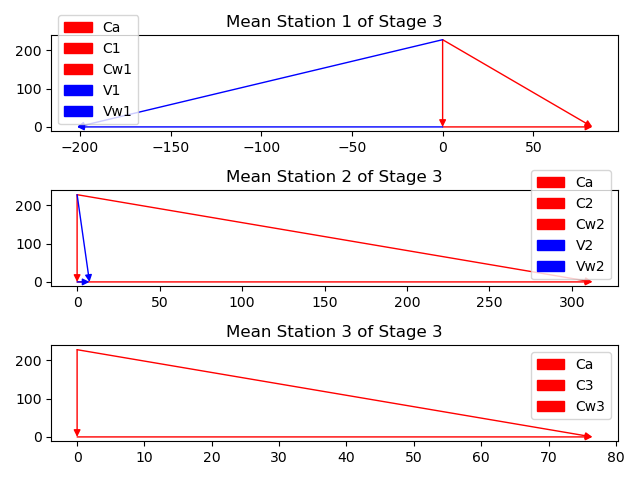 Mean Station 1 of Stage 3
Ca
C1
Cw1
V1
Vw1
200
100
0
−200 −150 −100 −50 0 50
Mean Station 2 of Stage 3
Ca
C2
Cw2
V2
Vw2
200
100
0
0 50 100 150 200 250 300
Mean Station 3 of Stage 3
Ca
C3
Cw3
200
100
0
0 10 20 30 40 50 60 70 80